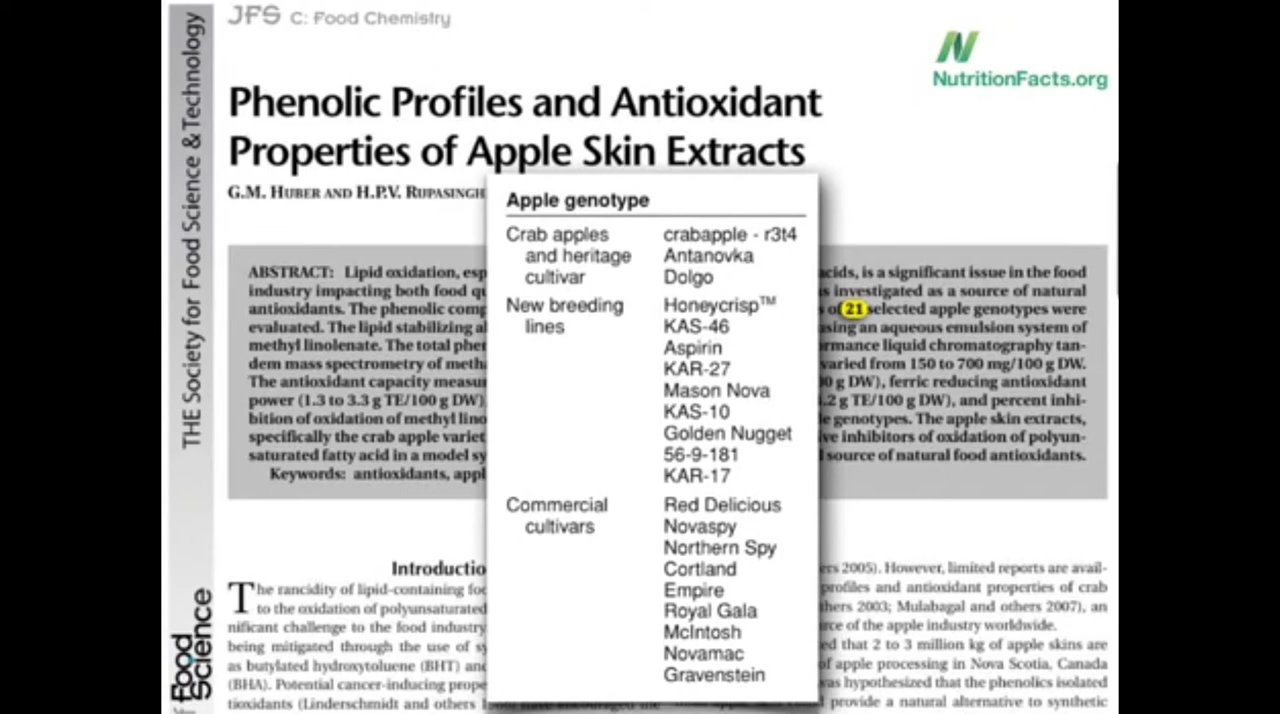 JFS C: Food Chemistry
NutritionFacts.org
THE Society for Food Science & Technology
Food
Science
Phenolic Profiles and Antioxidant
Properties of Apple Skin Extracts
G.M. HUBER AND H.P.V. RUPASINGH
ABSTRACT: Lipid oxidation, esp
industry impacting both food qu
antioxidants. The phenolic comp
evaluated. The lipid stabilizing al
methyl linolenate. The total phen
dem mass spectrometry of meth
The antioxidant capacity measu
power (1.3 to 3.3 g TE/100 g DW)
bition of oxidation of methyl lino
specifically the crab apple variet
saturated fatty acid in a model sy
Keywords: antioxidants, appl
Apple genotype
Crab apples crabapple - r3t4
and heritage Antanovka
cultivar Dolgo
New breeding Honeycrisp™
lines KAS-46
Aspirin
KAR-27
Mason Nova
KAS-10
Golden Nugget
56-9-181
KAR-17
Commercial Red Delicious
cultivars Novaspy
Northern Spy
Cortland
Empire
Royal Gala
McIntosh
Novamac
Gravenstein
acids, is a significant issue in the food
s investigated as a source of natural
s of 21 selected apple genotypes were
using an aqueous emulsion system of
rmance liquid chromatography tan-
varied from 150 to 700 mg/100 g DW.
0 g DW), ferric reducing antioxidant
.2 g TE/100 g DW), and percent inhi-
e genotypes. The apple skin extracts,
ve inhibitors of oxidation of polyun-
l source of natural food antioxidants.
Introductio
The rancidity of lipid-containing foo
to the oxidation of polyunsaturated
nificant challenge to the food industry
being mitigated through the use of sy
as butylated hydroxytoluene (BHT) and
(BHA). Potential cancer-inducing prope
tioxidants (Linderschmidt and others
ers 2005). However, limited reports are avail-
profiles and antioxidant properties of crab
thers 2003; Mulabagal and others 2007), an
rce of the apple industry worldwide.
ed that 2 to 3 million kg of apple skins are
of apple processing in Nova Scotia, Canada
was hypothesized that the phenolics isolated
provide a natural alternative to synthetic